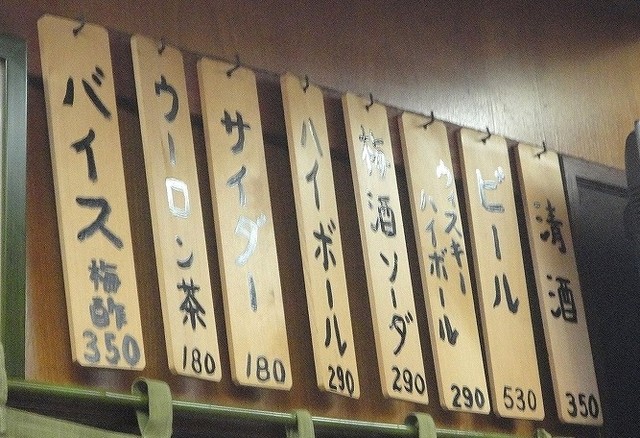 清酒 350
ビール 530
ウィスキーハイボール 290
梅酒ソーダ 290
ハイボール 290
サイダー 180
ウーロン茶 180
バイス 梅酢 350